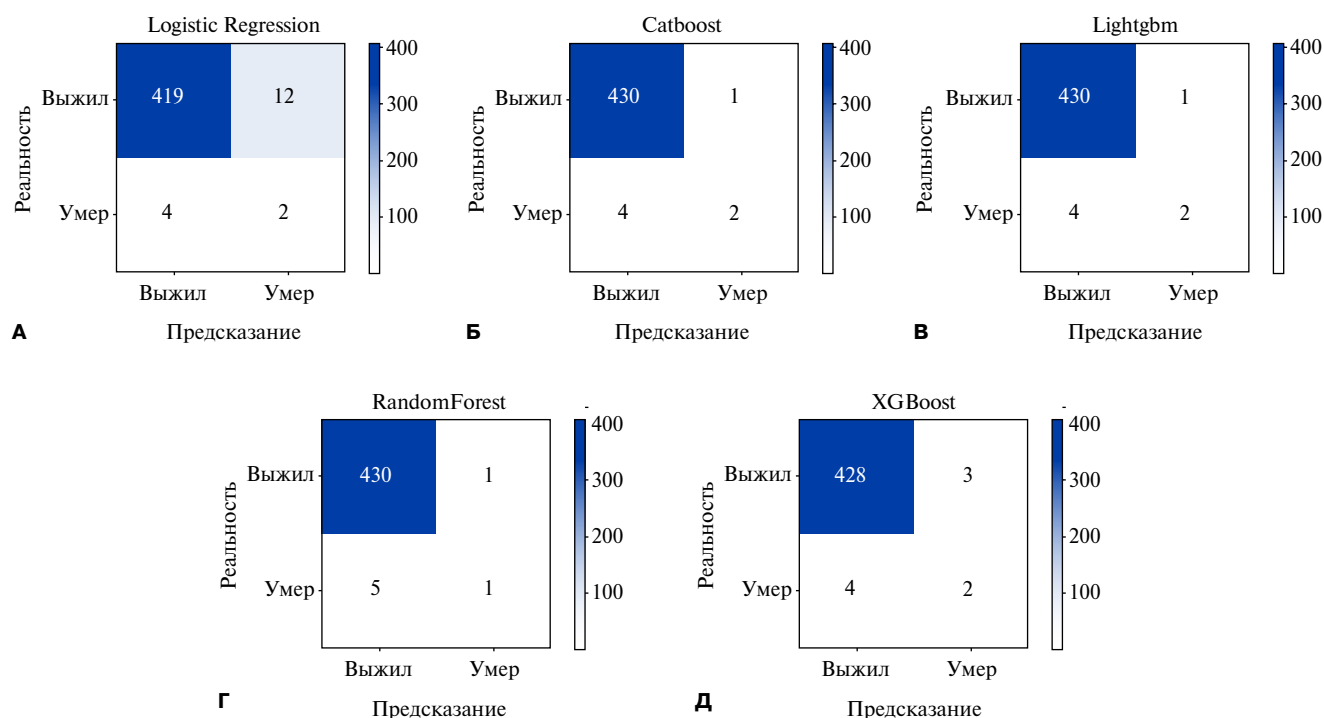 Logistic Regression
Реальность
Выжил
419
12
Умер
4
2
Выжил
Умер
Предсказание
400
300
200
100
А
Catboost
Реальность
Выжил
430
1
Умер
4
2
Выжил
Умер
Предсказание
400
300
200
100
Б
Lightgbm
Реальность
Выжил
430
1
Умер
4
2
Выжил
Умер
Предсказание
400
300
200
100
В
RandomForest
Реальность
Выжил
430
1
Умер
5
1
Выжил
Умер
Предсказание
400
300
200
100
Г
XGBoost
Реальность
Выжил
428
3
Умер
4
2
Выжил
Умер
Предсказание
400
300
200
100
Д